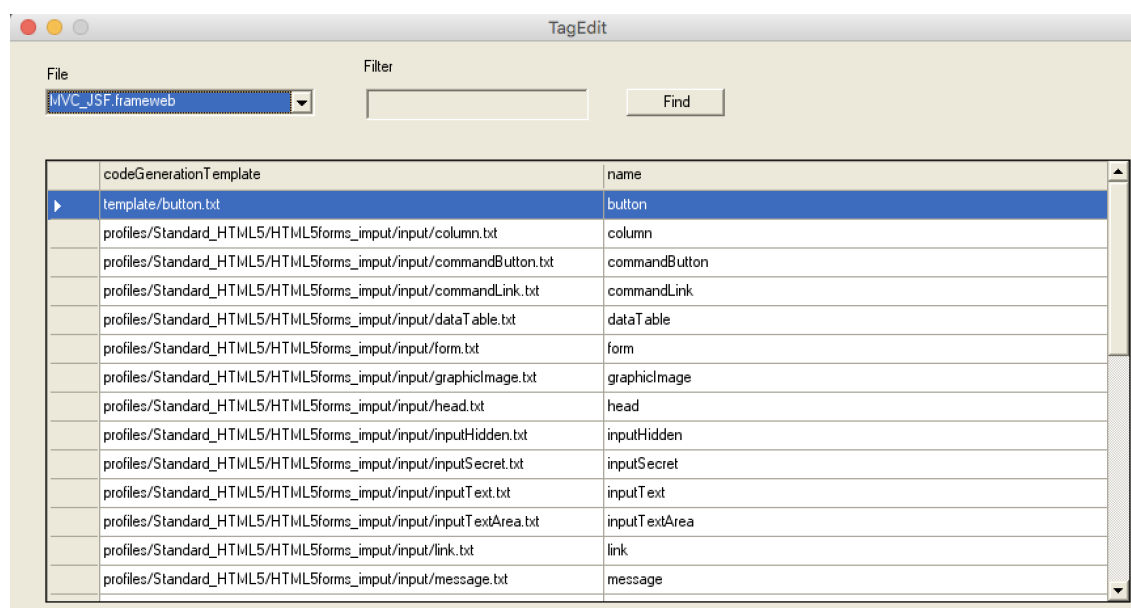 TagEdit
File
Filter
MVC_JSF.frameweb
Find
codeGenerationTemplate name
template/button.txt button
profiles/Standard_HTML5/HTML5forms_imput/input/column.txt column
profiles/Standard_HTML5/HTML5forms_imput/input/commandButton.txt commandButton
profiles/Standard_HTML5/HTML5forms_imput/input/commandLink.txt commandLink
profiles/Standard_HTML5/HTML5forms_imput/input/dataTable.txt dataTable
profiles/Standard_HTML5/HTML5forms_imput/input/form.txt form
profiles/Standard_HTML5/HTML5forms_imput/input/graphicImage.txt graphicImage
profiles/Standard_HTML5/HTML5forms_imput/input/head.txt head
profiles/Standard_HTML5/HTML5forms_imput/input/inputHidden.txt inputHidden
profiles/Standard_HTML5/HTML5forms_imput/input/inputSecret.txt inputSecret
profiles/Standard_HTML5/HTML5forms_imput/input/inputText.txt inputText
profiles/Standard_HTML5/HTML5forms_imput/input/inputTextArea.txt inputTextArea
profiles/Standard_HTML5/HTML5forms_imput/input/link.txt link
profiles/Standard_HTML5/HTML5forms_imput/input/message.txt message